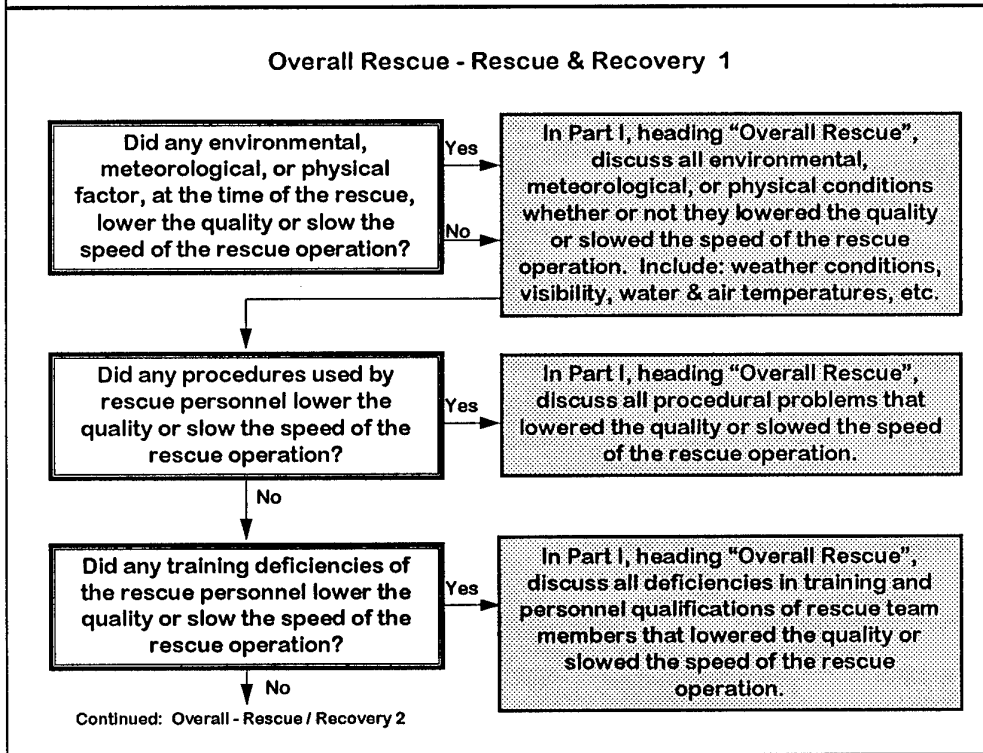 Overall Rescue - Rescue & Recovery 1
Did any environmental,
meteorological, or physical
factor, at the time of the rescue,
lower the quality or slow the
speed of the rescue operation?
Yes
No
In Part I, heading “Overall Rescue”,
discuss all environmental,
meteorological, or physical conditions
whether or not they lowered the quality
or slowed the speed of the rescue
operation. Include: weather conditions,
visibility, water & air temperatures, etc.
Did any procedures used by
rescue personnel lower the
quality or slow the speed of the
rescue operation?
Yes
In Part I, heading “Overall Rescue”,
discuss all procedural problems that
lowered the quality or slowed the speed
of the rescue operation.
No
Did any training deficiencies of
the rescue personnel lower the
quality or slow the speed of the
rescue operation?
Yes
In Part I, heading “Overall Rescue”,
discuss all deficiencies in training and
personnel qualifications of rescue team
members that lowered the quality or
slowed the speed of the rescue
operation.
No
Continued: Overall - Rescue / Recovery 2